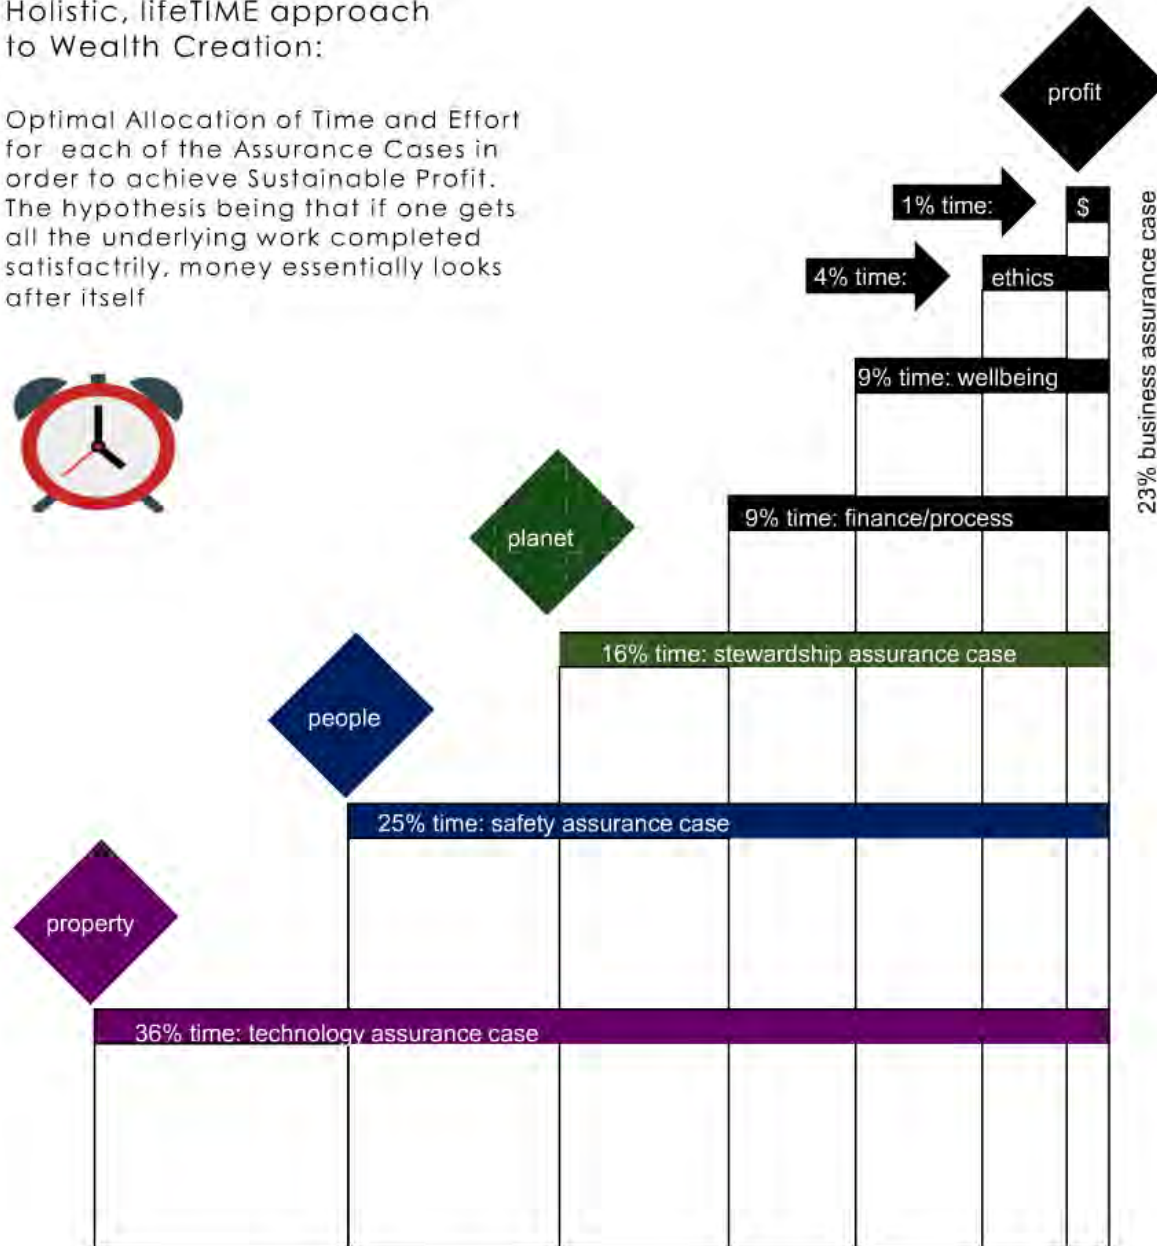 Holistic, lifeTIME approach
to Wealth Creation:
Optimal Allocation of Time and Effort
for each of the Assurance Cases in
order to achieve Sustainable Profit.
The hypothesis being that if one gets
all the underlying work completed
satisfactrily, money essentially looks
after itself
profit
1% time:
$
4% time:
ethics
9% time: wellbeing
23% business assurance case
9% time: finance/process
planet
16% time: stewardship assurance case
people
25% time: safety assurance case
property
36% time: technology assurance case